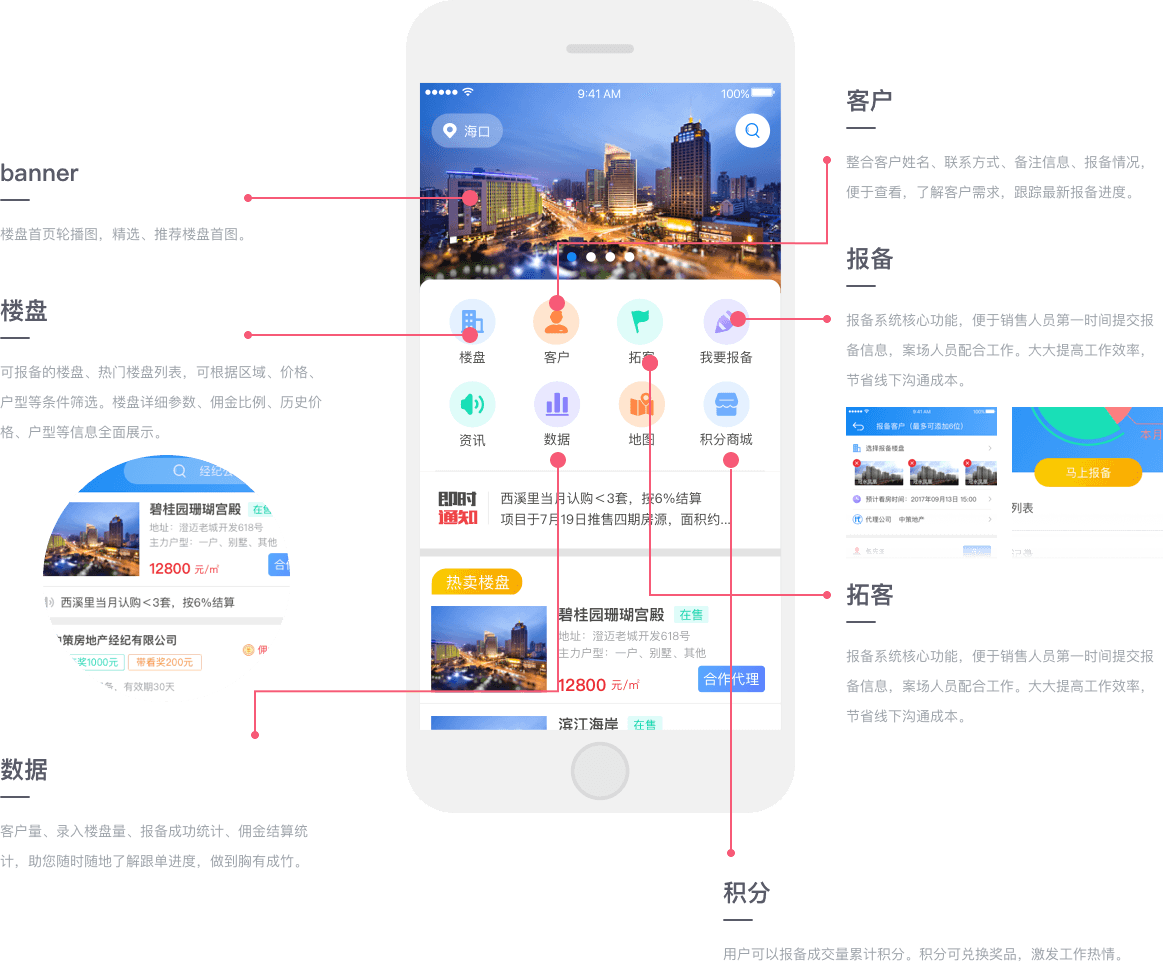 banner
楼盘首页轮播图，精选、推荐楼盘首图。
楼盘
可报备的楼盘、热门楼盘列表，可根据区域、价格、
户型等条件筛选。楼盘详细参数、佣金比例、历史价
格、户型等信息全面展示。
碧桂园珊瑚宫殿 在售
地址：澄迈老城开发618号
主力户型：一户、别墅、其他
12800 元/㎡
西溪里当月认购＜3套，按6%结算
策房地产经纪有限公司
奖1000元 带看奖200元
有效期30天
数据
客户量、录入楼盘量、报备成功统计、佣金结算统
计，助您随时随地了解跟单进度，做到胸有成竹。
9:41 AM 100%
海口
楼盘 客户 拓客 我要报备
资讯 数据 地图 积分商城
即时
通知
西溪里当月认购＜3套，按6%结算
项目于7月19日推售四期房源，面积约...
热卖楼盘
碧桂园珊瑚宫殿 在售
地址：澄迈老城开发618号
主力户型：一户、别墅、其他
12800 元/㎡ 合作代理
滨江海岸 在售
客户
整合客户姓名、联系方式、备注信息、报备情况，
便于查看，了解客户需求，跟踪最新报备进度。
报备
报备系统核心功能，便于销售人员第一时间提交报
备信息，案场人员配合工作。大大提高工作效率，
节省线下沟通成本。
9:41 AM 100%
报备客户（最多可添加6位）
选择报备楼盘
预计看房时间：2017年09月13日 15:00
代理公司 中策地产
本月
马上报备
列表
拓客
报备系统核心功能，便于销售人员第一时间提交报
备信息，案场人员配合工作。大大提高工作效率，
节省线下沟通成本。
积分
用户可以报备成交量累计积分。积分可兑换奖品，激发工作热情。